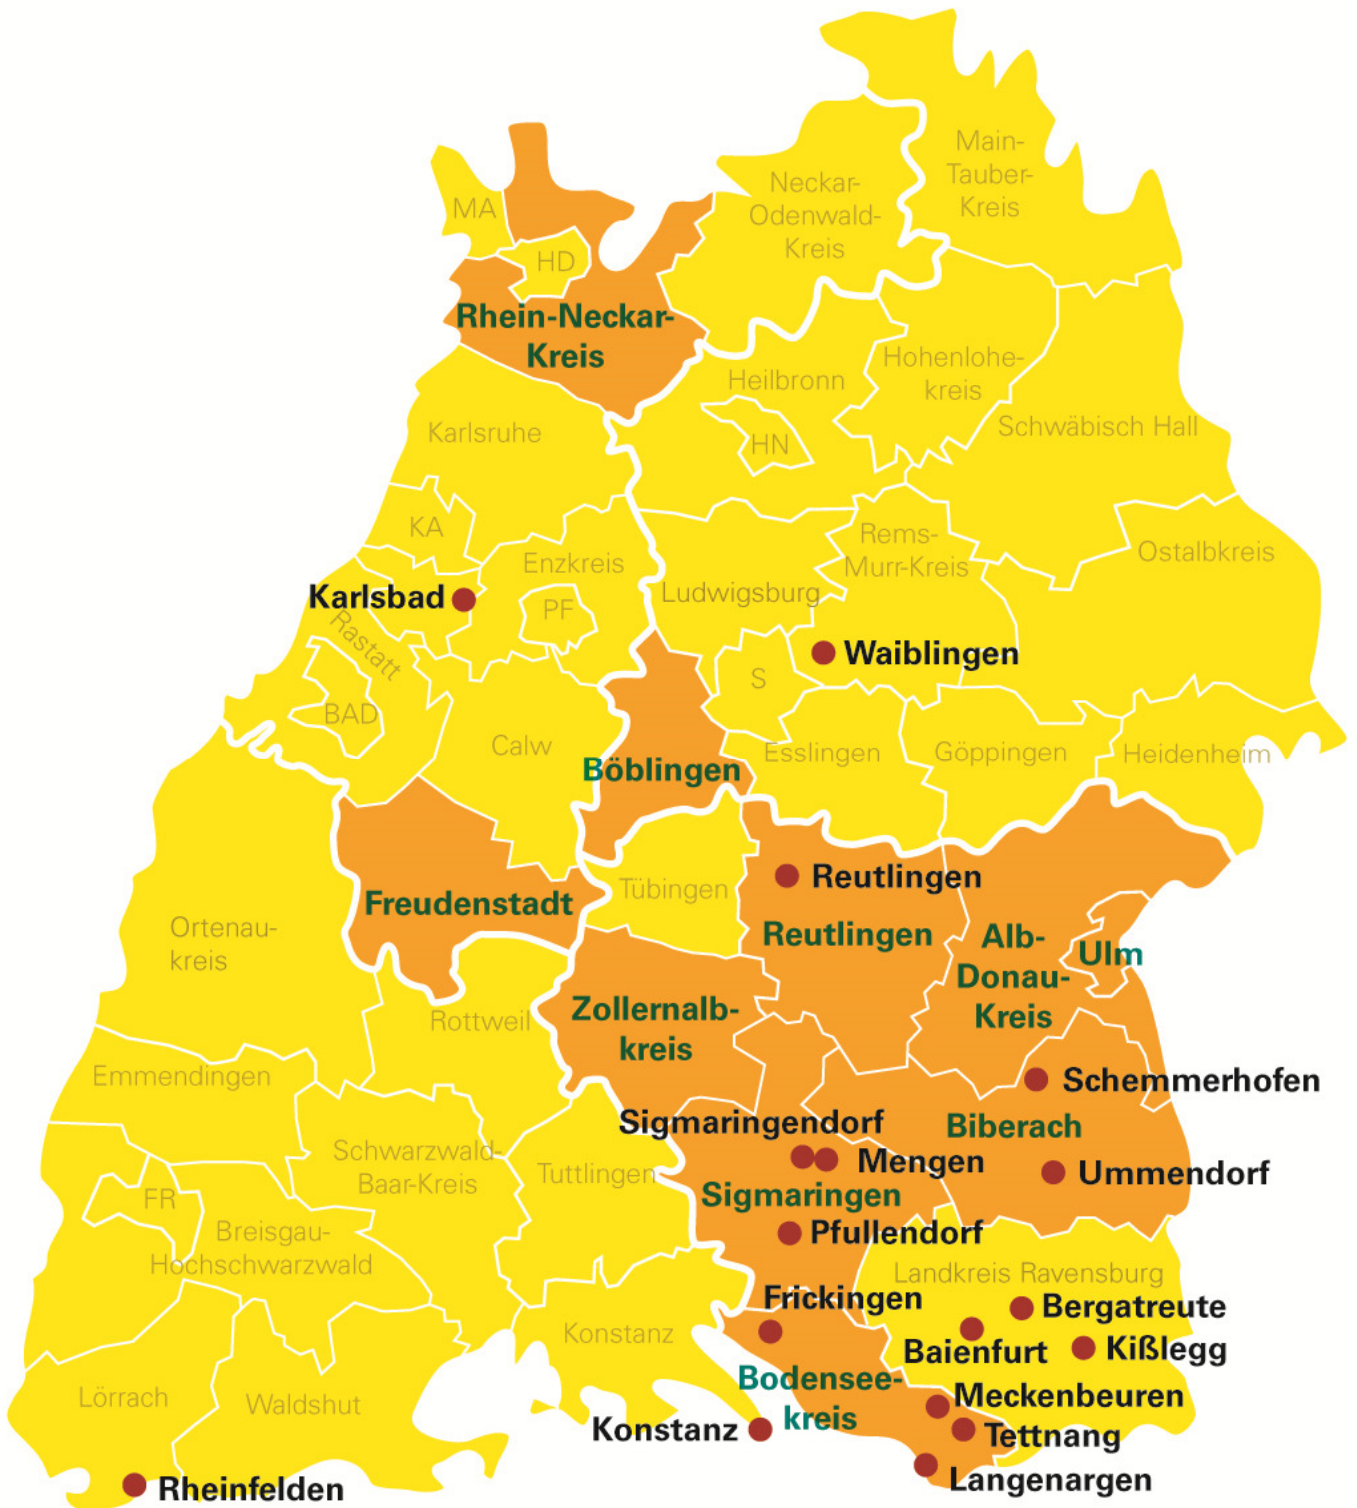 Main-
Tauber-
Kreis
Neckar-
Odenwald-
Kreis
MA
HD
Rhein-Neckar-
Kreis
Hohenlohe-
kreis
Heilbronn
HN
Schwäbisch Hall
Karlsruhe
KA
Enzkreis
Rems-
Murr-Kreis
Ostalbkreis
Ludwigsburg
Karlsbad
PF
Rastatt
Waiblingen
S
BAD
Calw
Böblingen
Esslingen
Göppingen
Heidenheim
Freudenstadt
Tübingen
Reutlingen
Reutlingen
Alb-
Donau-
Kreis
Ulm
Ortenau-
kreis
Zollernalb-
kreis
Rottweil
Emmendingen
Schemmerhofen
Sigmaringendorf
Biberach
Mengen
Ummendorf
Schwarzwald-
Baar-Kreis
Tuttlingen
Sigmaringen
FR
Pfullendorf
Breisgau-
Hochschwarzwald
Landkreis Ravensburg
Frickingen
Bergatreute
Konstanz
Baienfurt
Kißlegg
Bodensee-
kreis
Meckenbeuren
Lörrach
Waldshut
Konstanz
Tettnang
Langenargen
Rheinfelden